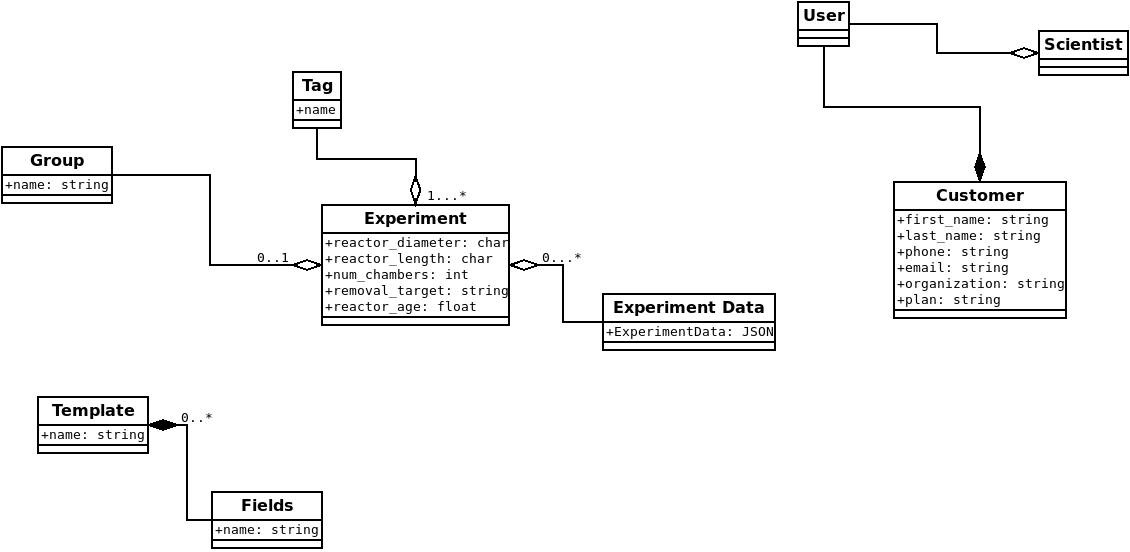 User
Scientist
Tag
+name
Group
+name: string
1...*
Experiment
+reactor_diameter: char
+reactor_length: char
+num_chambers: int
+removal_target: string
+reactor_age: float
0..1
0...*
Customer
+first_name: string
+last_name: string
+phone: string
+email: string
+organization: string
+plan: string
Experiment Data
+ExperimentData: JSON
Template
+name: string
0..*
Fields
+name: string